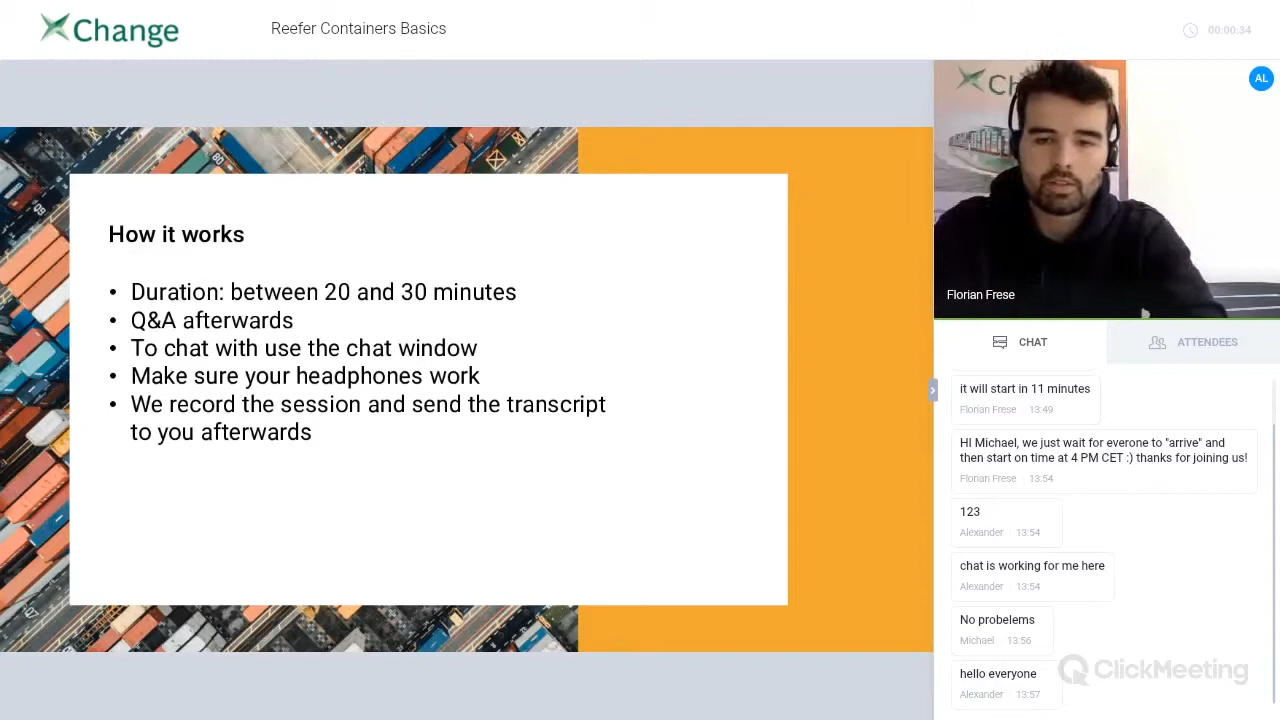 xChange
Reefer Containers Basics
00:00:34
How it works
• Duration: between 20 and 30 minutes
• Q&A afterwards
• To chat with use the chat window
• Make sure your headphones work
• We record the session and send the transcript
to you afterwards
AL
Florian Frese
CHAT
ATTENDEES
it will start in 11 minutes
Florian Frese 13:49
HI Michael, we just wait for everone to "arrive" and
then start on time at 4 PM CET :) thanks for joining us!
Florian Frese 13:54
123
Alexander 13:54
chat is working for me here
Alexander 13:54
No probelems
Michael 13:56
hello everyone
Alexander 13:57
ClickMeeting